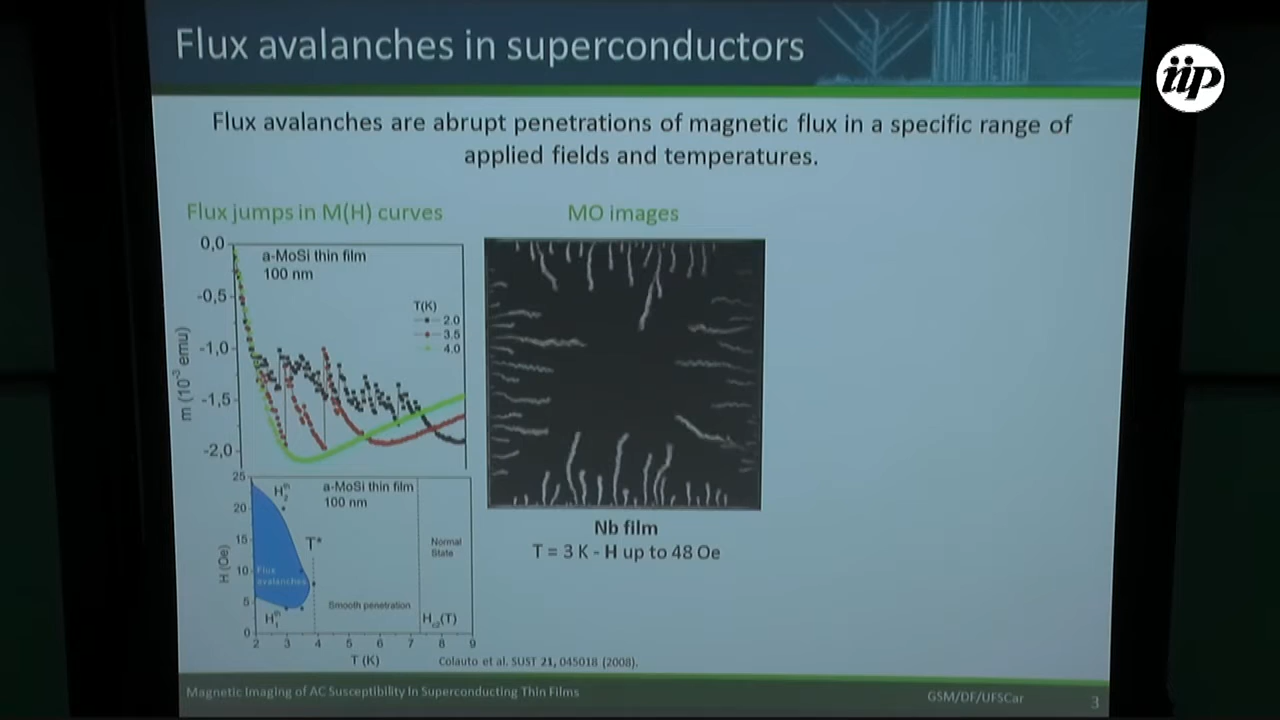 Flux avalanches in superconductors
iip
Flux avalanches are abrupt penetrations of magnetic flux in a specific range of
applied fields and temperatures.
Flux jumps in M(H) curves
MO images
0,0
-0,5
-1,0
-1,5
-2,0
m (10⁻³ emu)
a-MoSi thin film
100 nm
T(K)
2.0
3.5
4.0
25
20
15
10
5
0
H (Oe)
H₂ᵗʰ
a-MoSi thin film
100 nm
T*
Normal
State
Flux
avalanches
Smooth penetration
H₁ᵗʰ
H꜀₂(T)
2 3 4 5 6 7 8 9
T (K)
Nb film
T = 3 K - H up to 48 Oe
Colauto et al. SUST 21, 045018 (2008).
Magnetic Imaging of AC Susceptibility in Superconducting Thin Films
GSM/DF/UFSCar
3